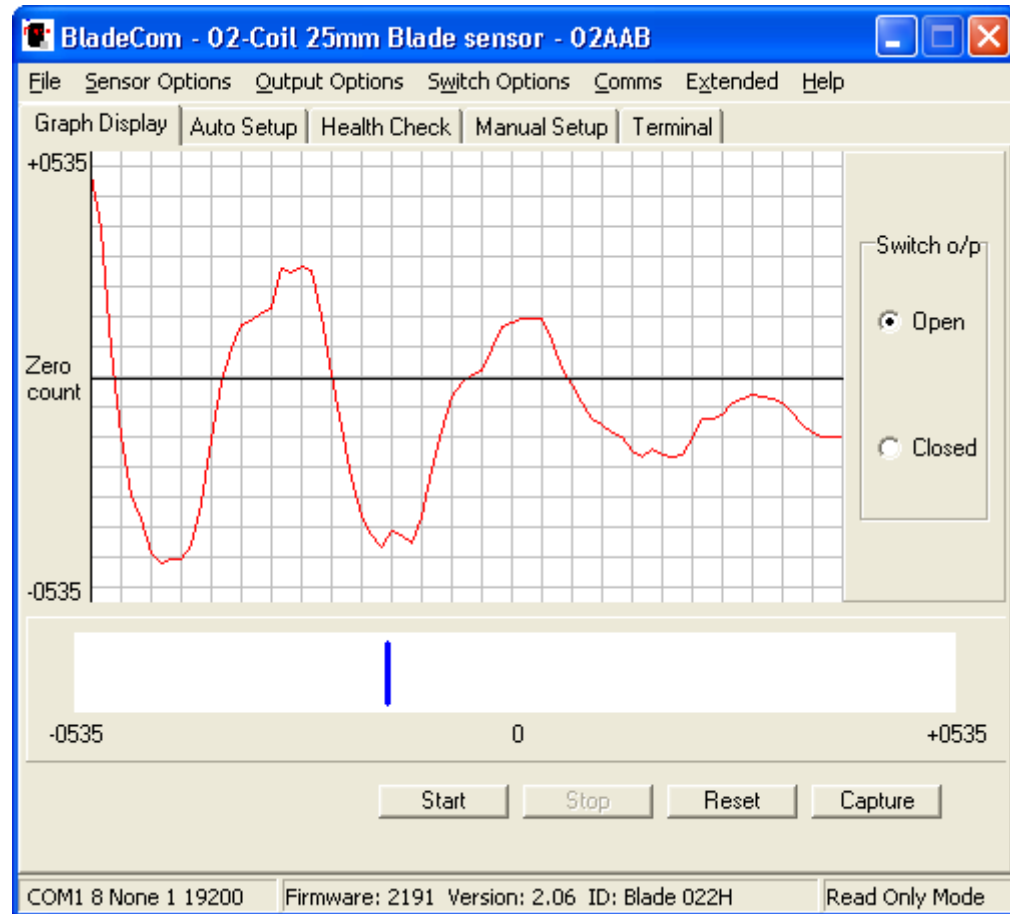 BladeCom - 02-Coil 25mm Blade sensor - 02AAB
File Sensor Options Output Options Switch Options Comms Extended Help
Graph Display Auto Setup Health Check Manual Setup Terminal
+0535
Zero
count
-0535
Switch o/p
Open
Closed
-0535 0 +0535
Start Stop Reset Capture
COM1 8 None 1 19200 Firmware: 2191 Version: 2.06 ID: Blade 022H Read Only Mode